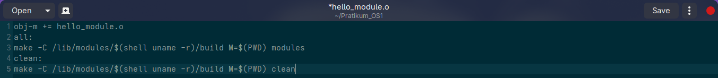 Open
*hello_module.o
~/Pratikum_OS1
Save
1 obj-m += hello_module.o
2 all:
3 make -C /lib/modules/$(shell uname -r)/build M=$(PWD) modules
4 clean:
5 make -C /lib/modules/$(shell uname -r)/build M=$(PWD) clean